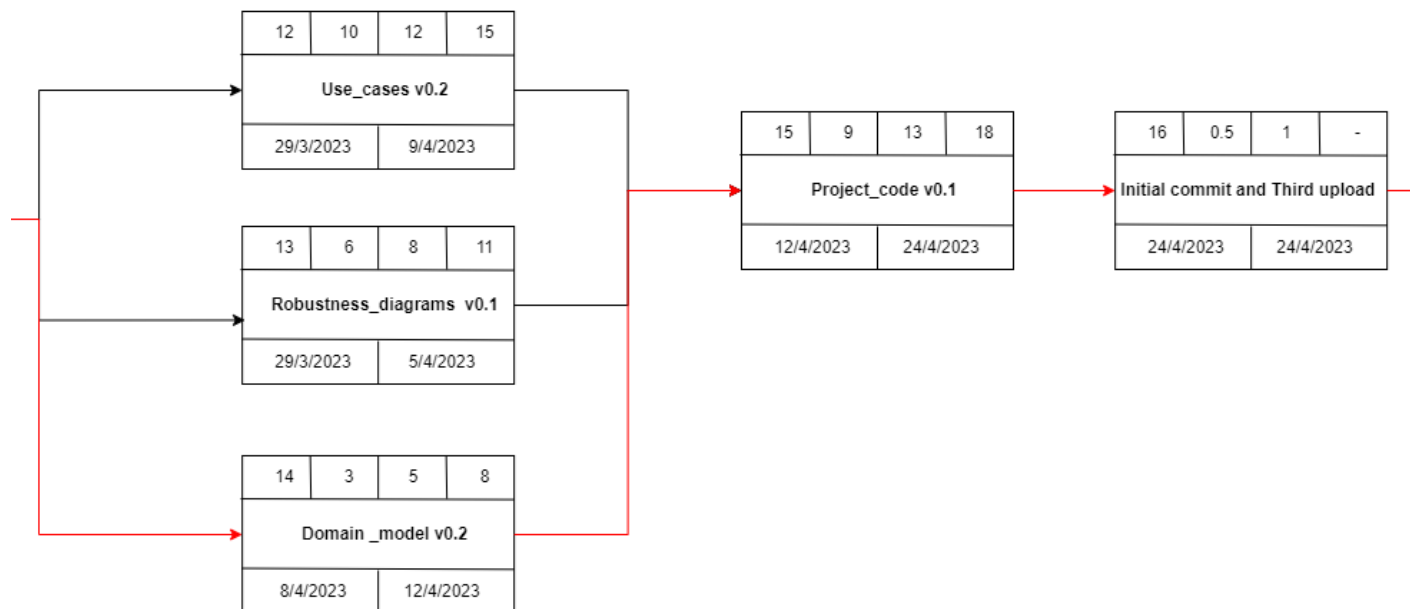 12 10 12 15
Use_cases v0.2
29/3/2023 9/4/2023
13 6 8 11
Robustness_diagrams v0.1
29/3/2023 5/4/2023
14 3 5 8
Domain _model v0.2
8/4/2023 12/4/2023
15 9 13 18
Project_code v0.1
12/4/2023 24/4/2023
16 0.5 1 -
Initial commit and Third upload
24/4/2023 24/4/2023